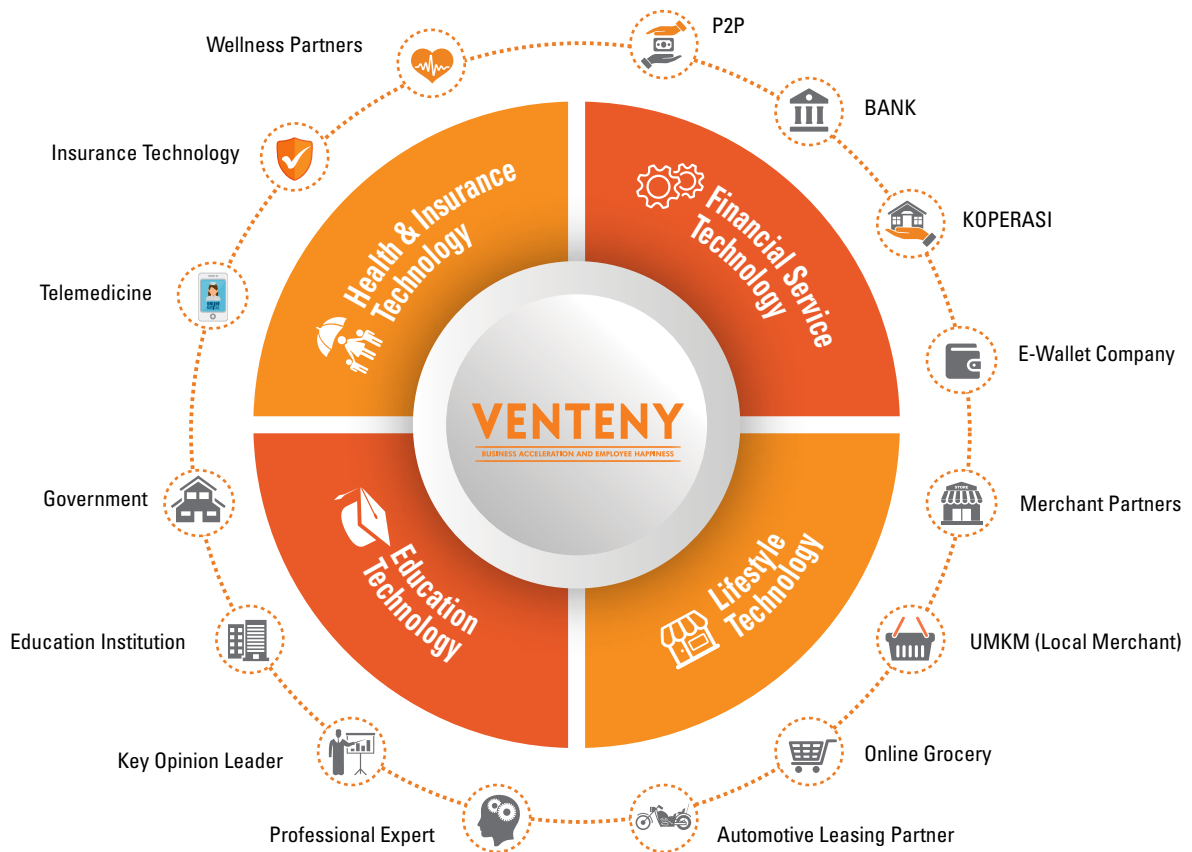 P2P
Wellness Partners
BANK
Insurance Technology
KOPERASI
Health & Insurance
Technology
Financial Service
Technology
Telemedicine
E-Wallet Company
VENTENY
BUSINESS ACCELERATION AND EMPLOYEE HAPPINESS
Government
Merchant Partners
STORE
Education
Technology
Lifestyle
Technology
Education Institution
UMKM (Local Merchant)
Key Opinion Leader
Online Grocery
Professional Expert
Automotive Leasing Partner